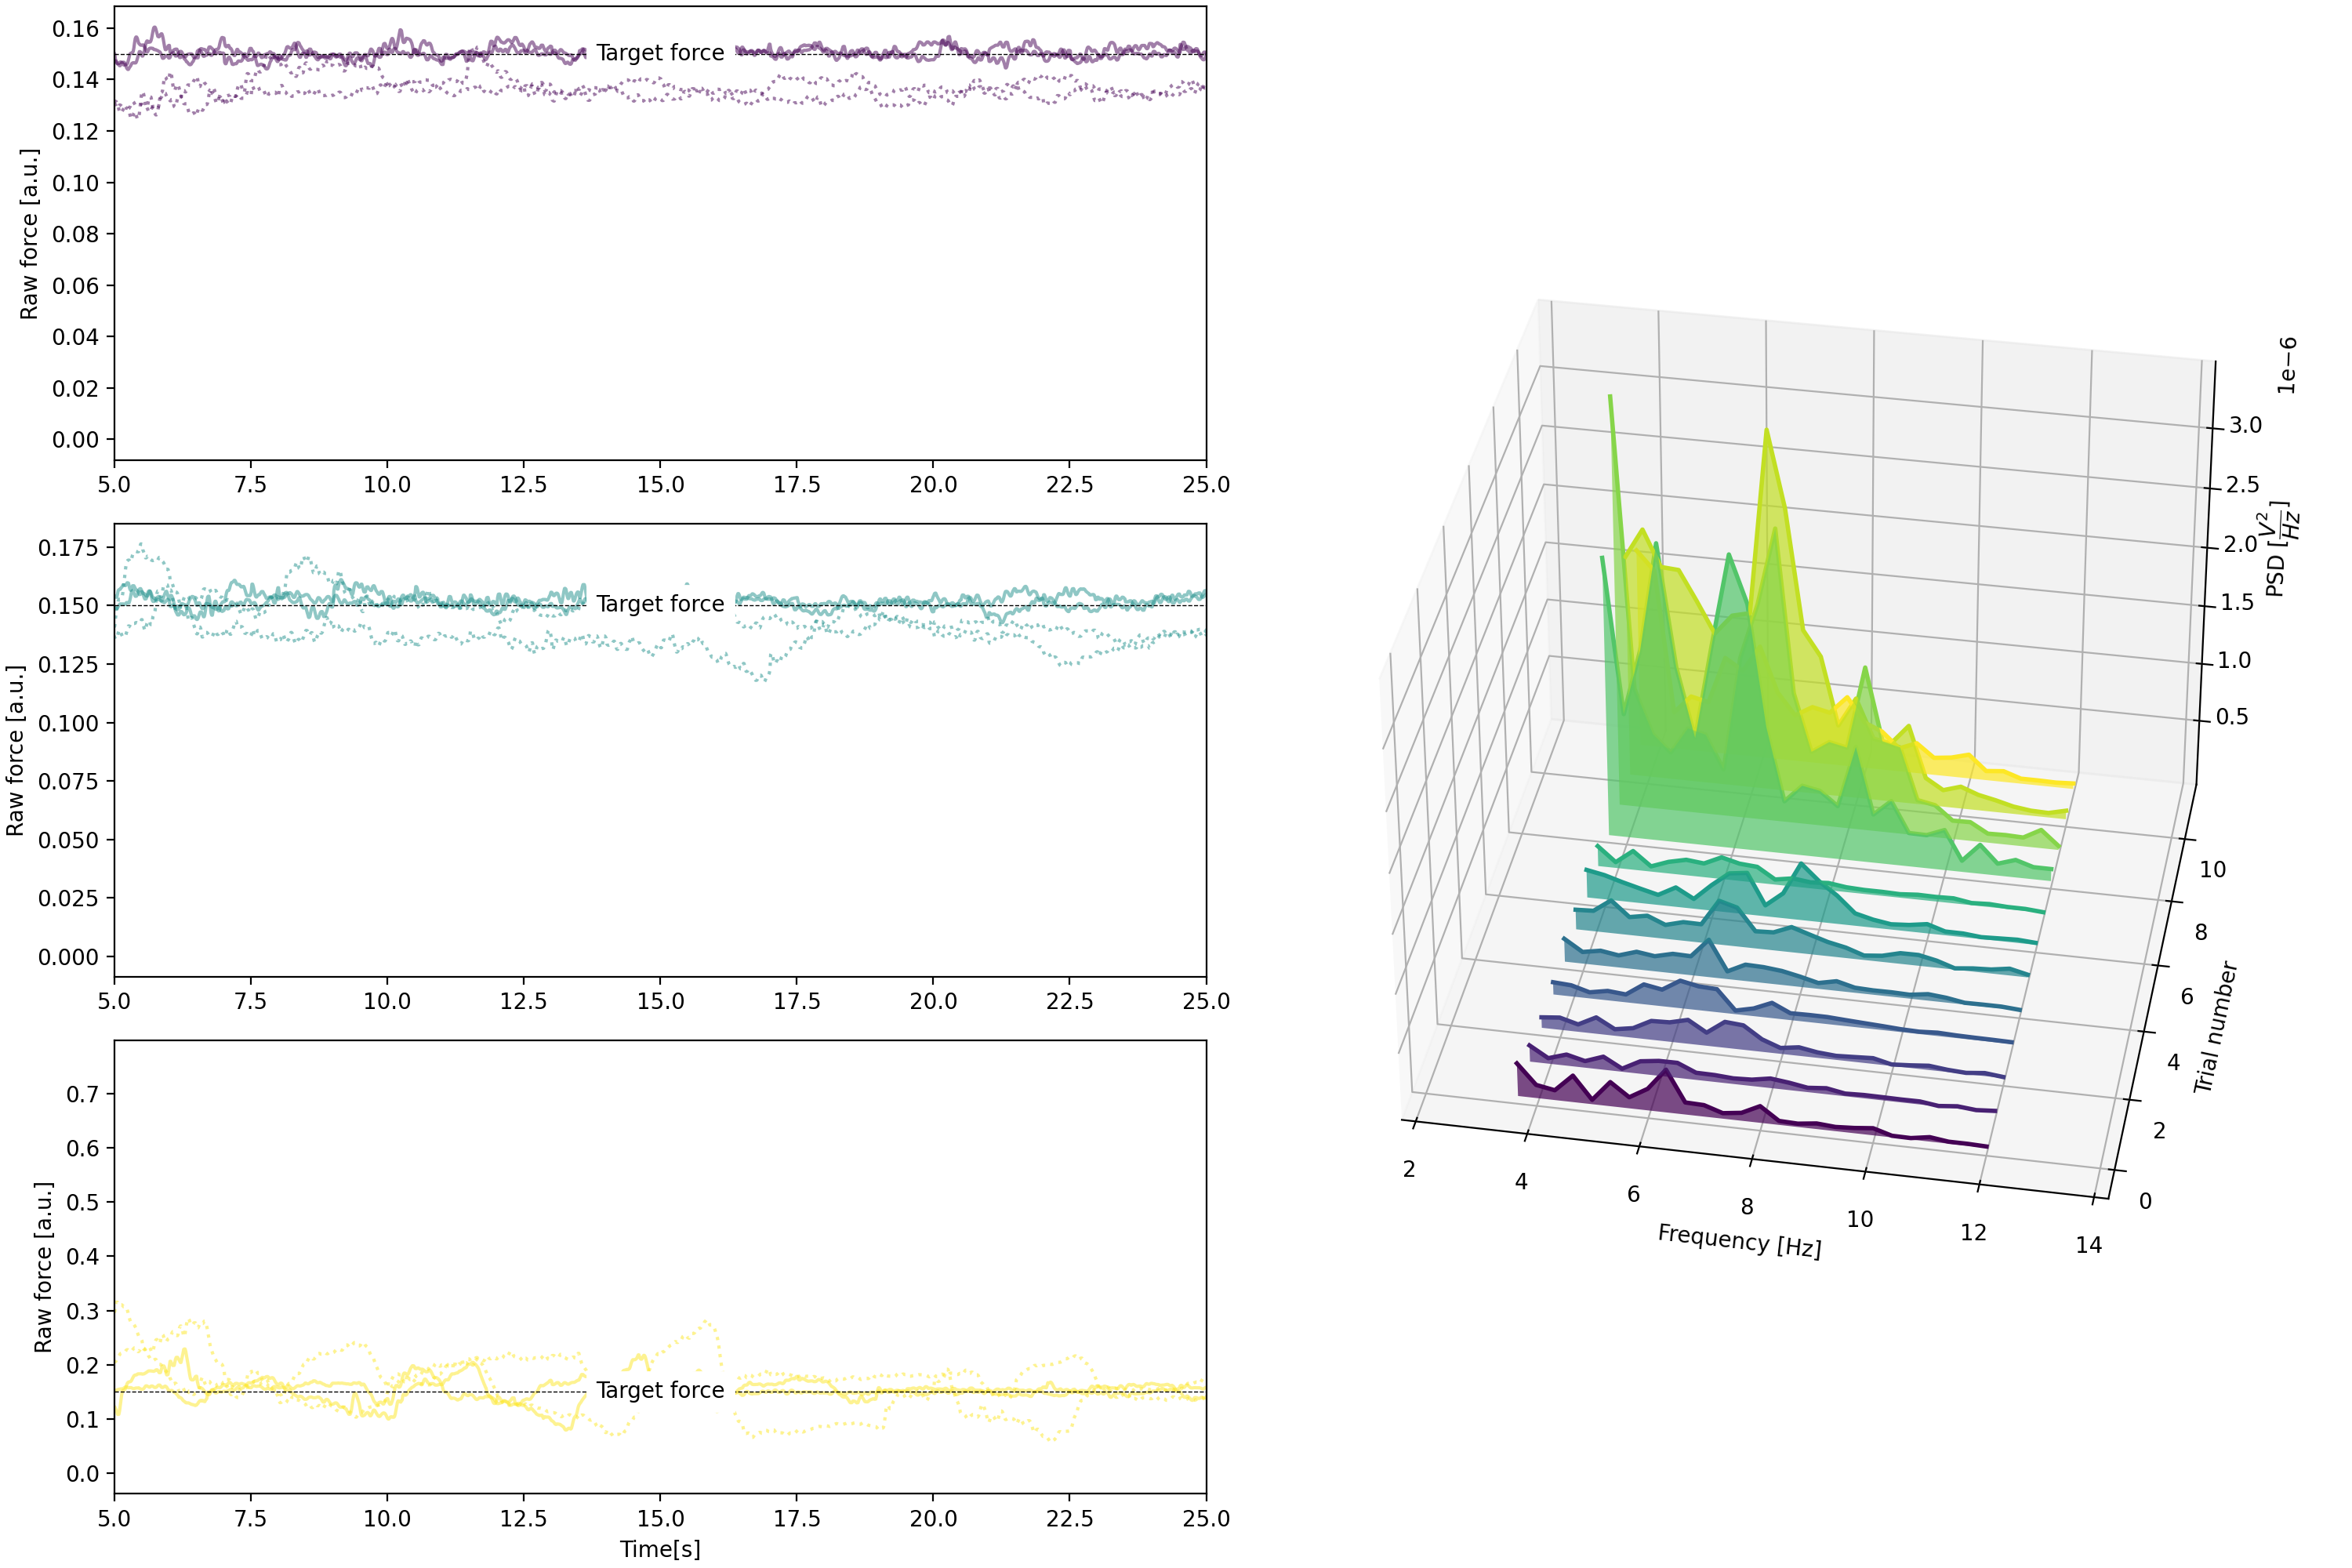 0.16
0.14
0.12
0.10
0.08
0.06
0.04
0.02
0.00
Raw force [a.u.]
Target force
5.0 7.5 10.0 12.5 15.0 17.5 20.0 22.5 25.0
0.175
0.150
0.125
0.100
0.075
0.050
0.025
0.000
Raw force [a.u.]
Target force
5.0 7.5 10.0 12.5 15.0 17.5 20.0 22.5 25.0
0.7
0.6
0.5
0.4
0.3
0.2
0.1
0.0
Raw force [a.u.]
Target force
5.0 7.5 10.0 12.5 15.0 17.5 20.0 22.5 25.0
Time[s]
1e−6
3.0
2.5
2.0
1.5
1.0
0.5
PSD [V²/Hz]
10
8
6
4
2
0
Trial number
2 4 6 8 10 12 14
Frequency [Hz]